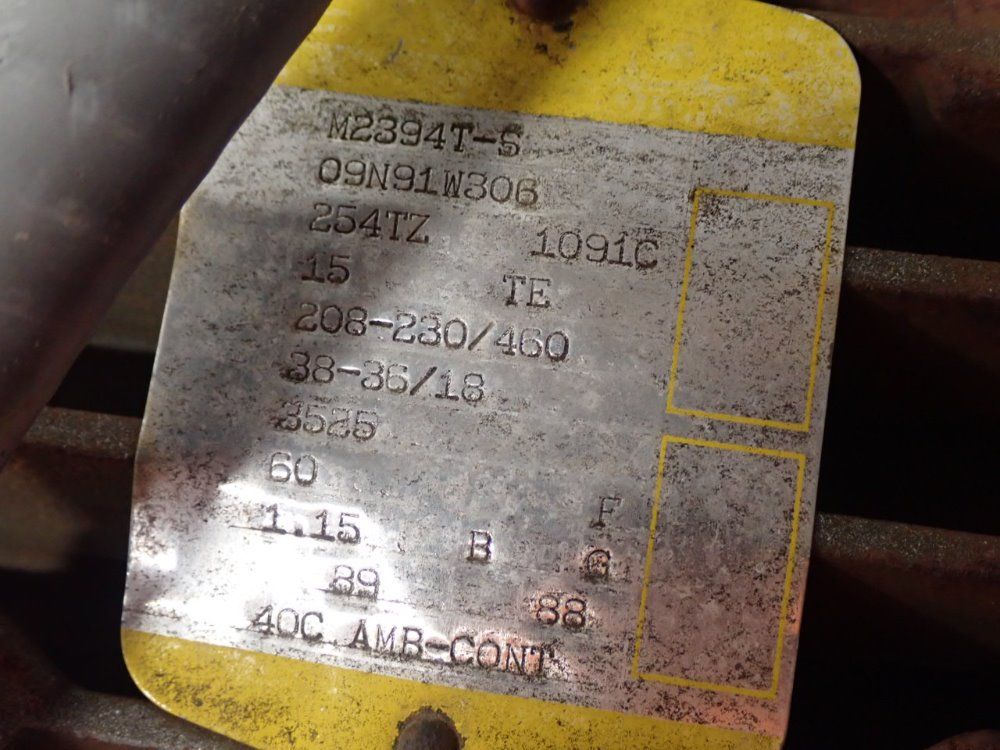 M2394T-S
09N91W306
254TZ 1091C
15 TE
208-230/460
38-36/18
3525
60 F
1.15 B G
89 88
40C AMB-CONT